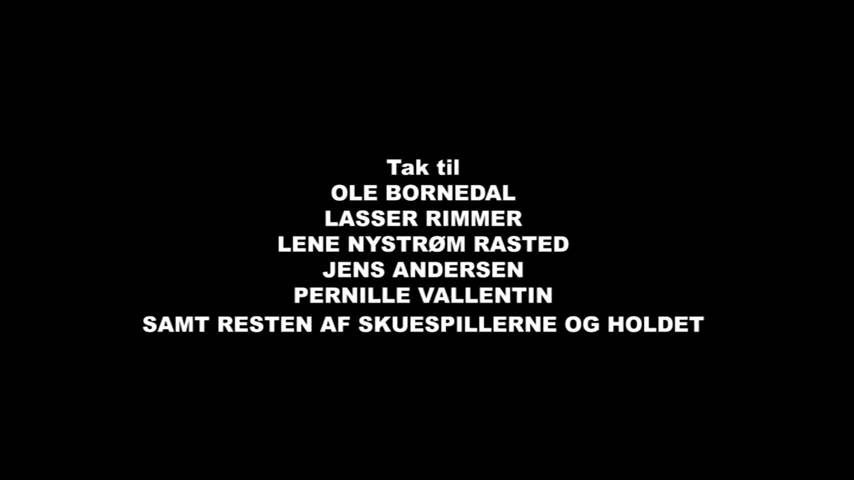 Tak til
OLE BORNEDAL
LASSER RIMMER
LENE NYSTRØM RASTED
JENS ANDERSEN
PERNILLE VALLENTIN
SAMT RESTEN AF SKUESPILLERNE OG HOLDET